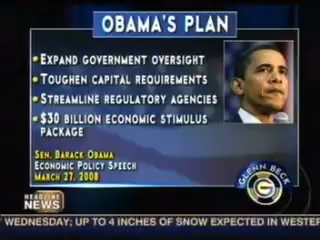 OBAMA'S PLAN
• EXPAND GOVERNMENT OVERSIGHT
• TOUGHEN CAPITAL REQUIREMENTS
• STREAMLINE REGULATORY AGENCIES
• $30 BILLION ECONOMIC STIMULUS
PACKAGE
SEN. BARACK OBAMA
ECONOMIC POLICY SPEECH
MARCH 27, 2008
GLENN BECK
HEADLINE
NEWS
WEDNESDAY; UP TO 4 INCHES OF SNOW EXPECTED IN WESTER